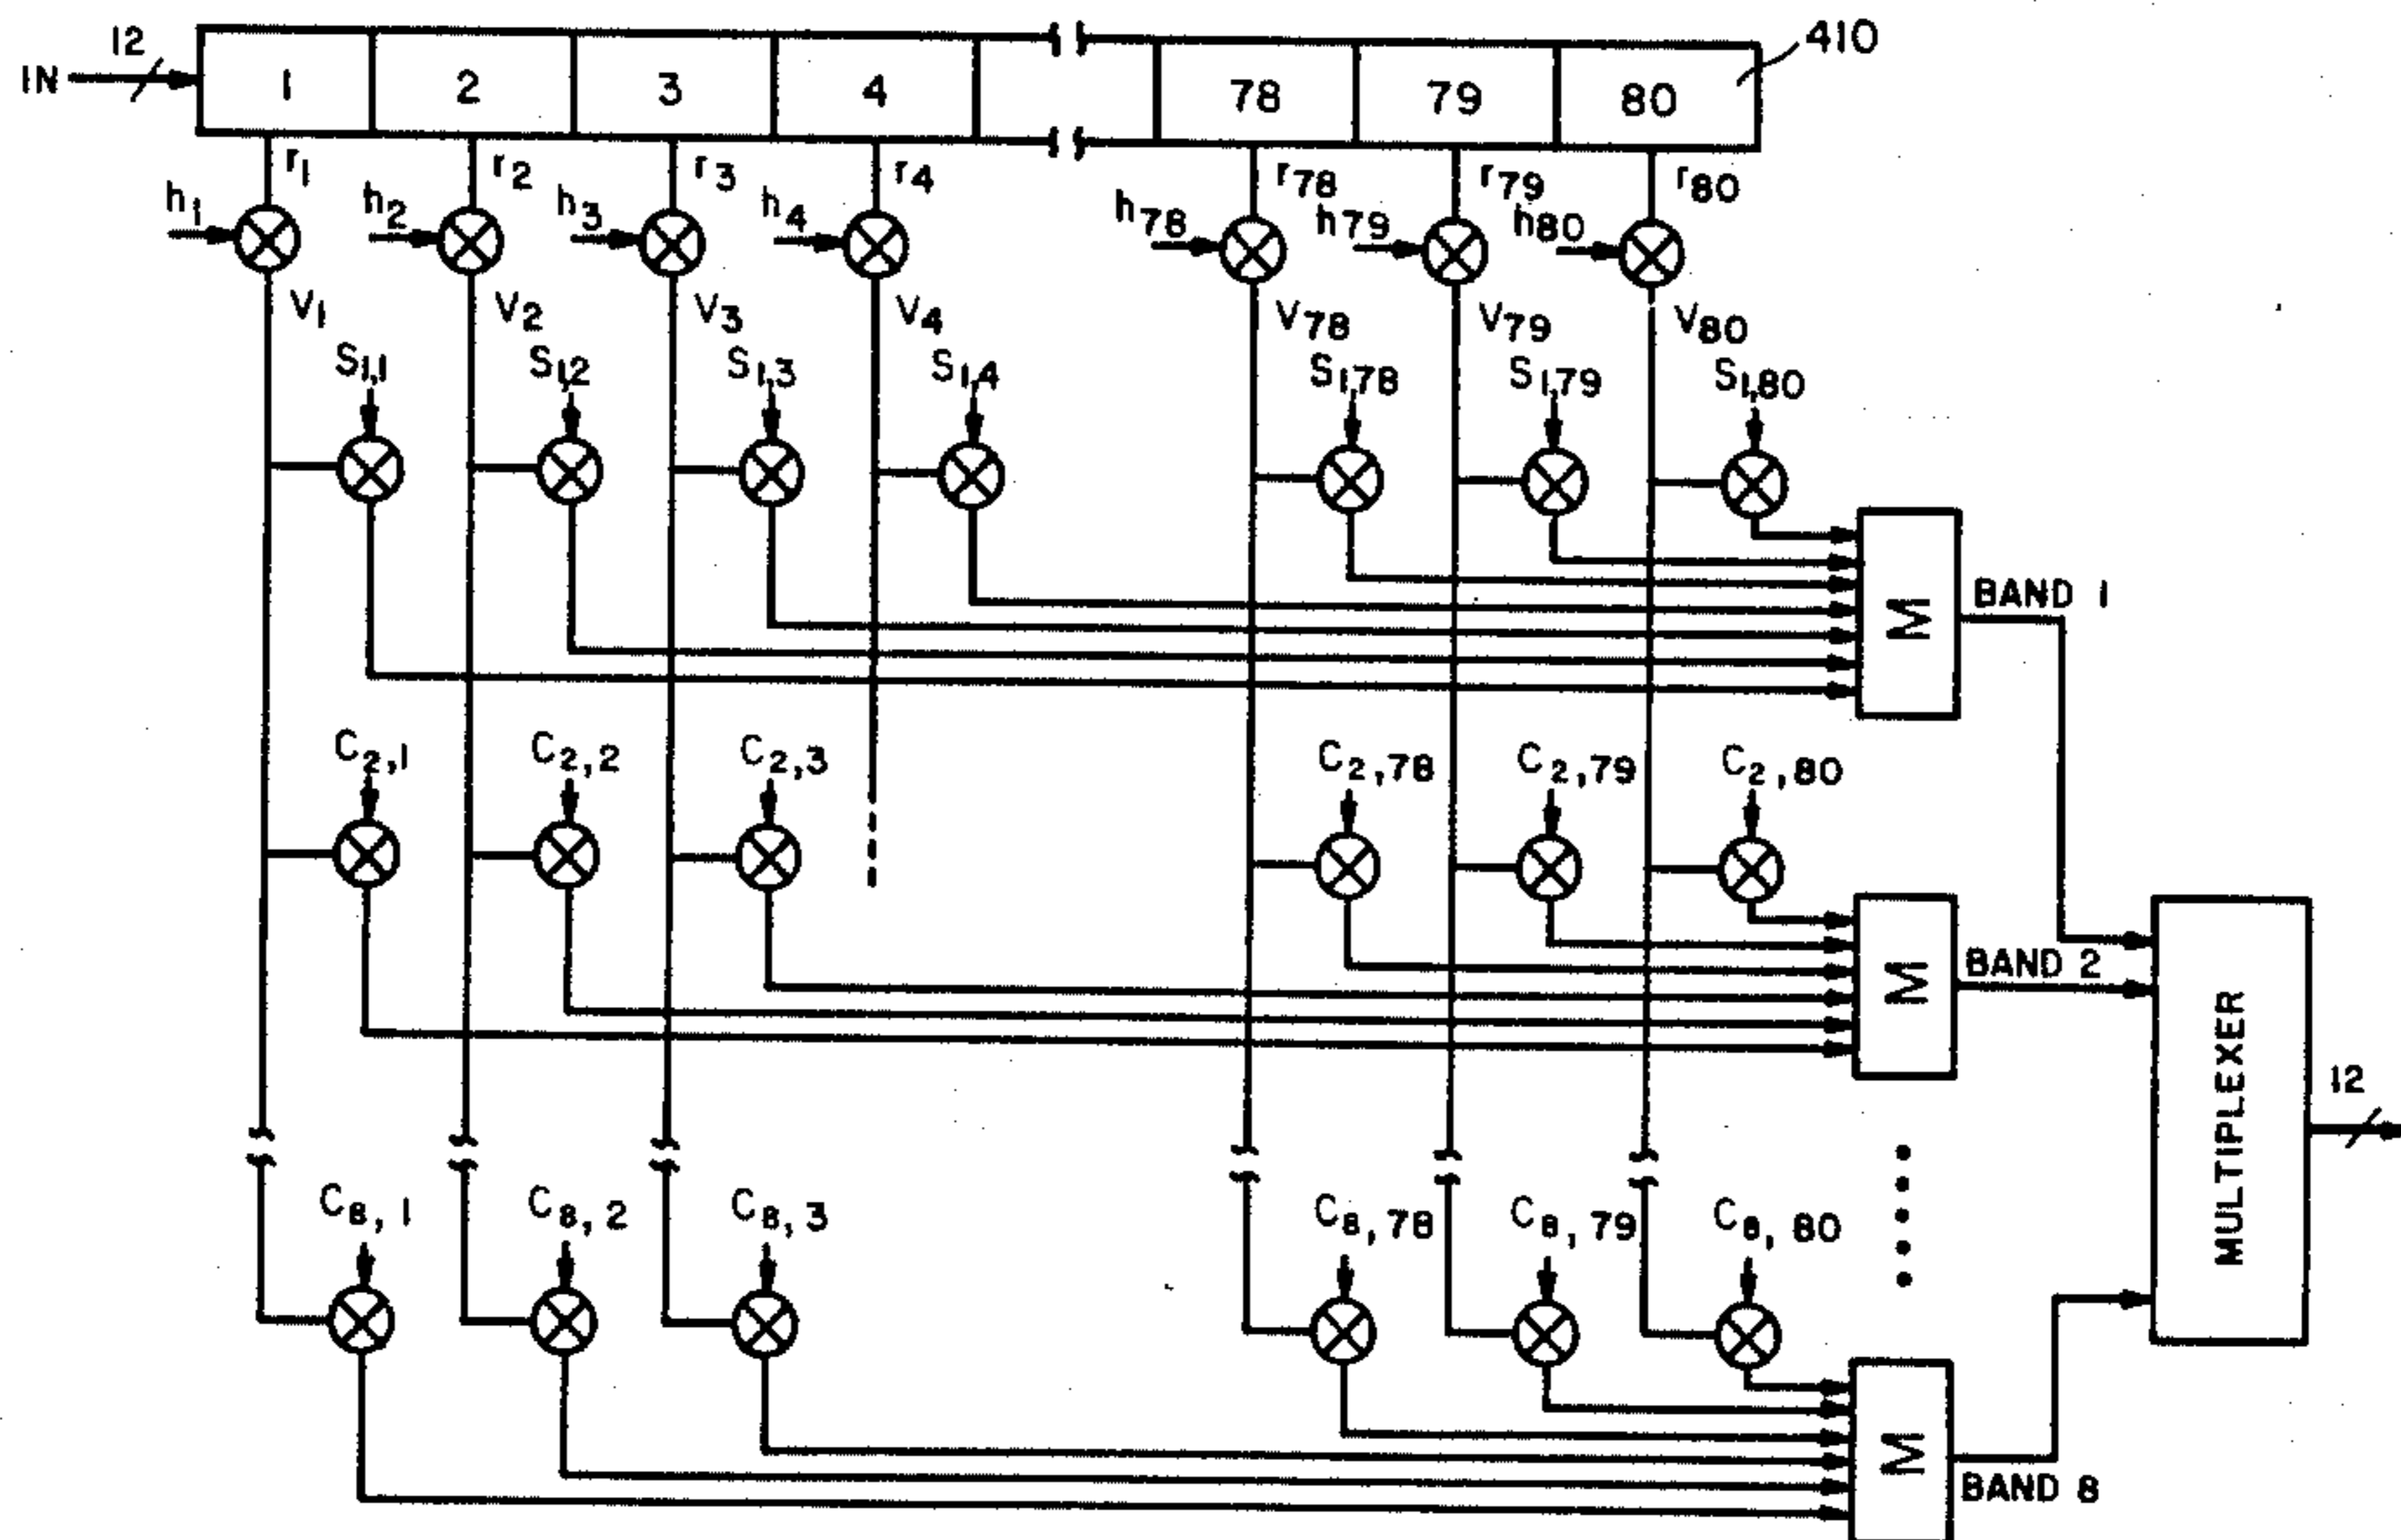 12
410
IN
1 2 3 4 78 79 80
r1 r2 r3 r4 r78 r79 r80
h1 h2 h3 h4 h78 h79 h80
V1 V2 V3 V4 V78 V79 V80
S1,1 S1,2 S1,3 S1,4 S1,78 S1,79 S1,80
Σ
BAND 1
C2,1 C2,2 C2,3 C2,78 C2,79 C2,80
Σ
BAND 2
MULTIPLEXER
12
C8,1 C8,2 C8,3 C8,78 C8,79 C8,80
Σ
BAND 8